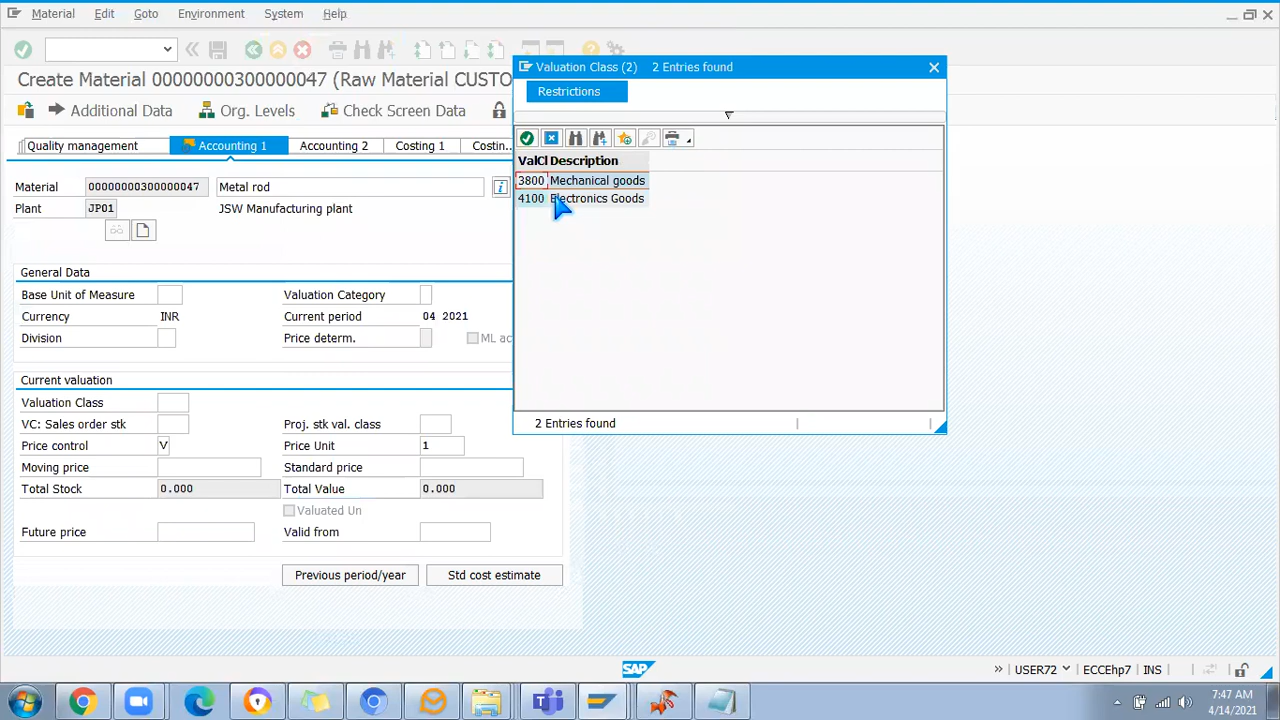 Material Edit Goto Environment System Help
Create Material 00000000300000047 (Raw Material CUSTO
Additional Data Org. Levels Check Screen Data
Quality management Accounting 1 Accounting 2 Costing 1 Costin...
Material 00000000300000047 Metal rod
Plant JP01 JSW Manufacturing plant
General Data
Base Unit of Measure Valuation Category
Currency INR Current period 04 2021
Division Price determ. ML ac
Current valuation
Valuation Class
VC: Sales order stk Proj. stk val. class
Price control V Price Unit 1
Moving price Standard price
Total Stock 0.000 Total Value 0.000
Valuated Un
Future price Valid from
Previous period/year Std cost estimate
Valuation Class (2) 2 Entries found
Restrictions
ValCl Description
3800 Mechanical goods
4100 Electronics Goods
2 Entries found
SAP
USER72 ECCEhp7 INS
7:47 AM
4/14/2021